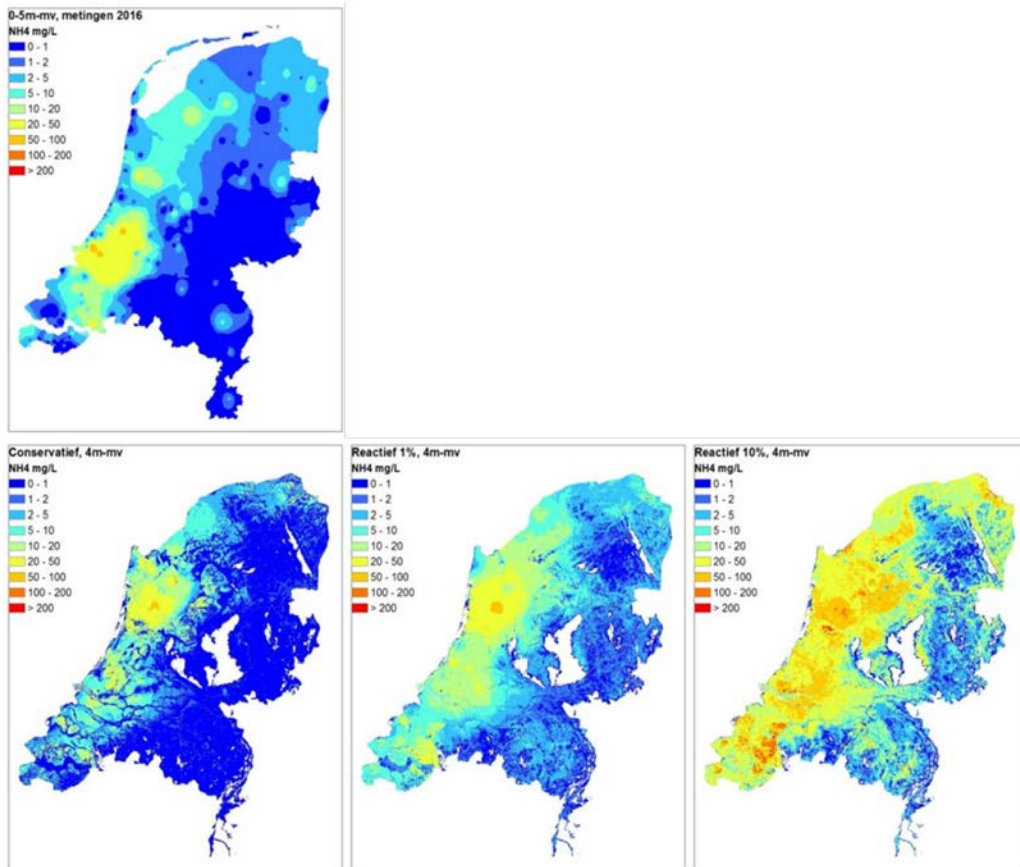 0-5m-mv, metingen 2016
NH4 mg/L
0 - 1
1 - 2
2 - 5
5 - 10
10 - 20
20 - 50
50 - 100
100 - 200
> 200
Conservatief, 4m-mv
NH4 mg/L
0 - 1
1 - 2
2 - 5
5 - 10
10 - 20
20 - 50
50 - 100
100 - 200
> 200
Reactief 1%, 4m-mv
NH4 mg/L
0 - 1
1 - 2
2 - 5
5 - 10
10 - 20
20 - 50
50 - 100
100 - 200
> 200
Reactief 10%, 4m-mv
NH4 mg/L
0 - 1
1 - 2
2 - 5
5 - 10
10 - 20
20 - 50
50 - 100
100 - 200
> 200